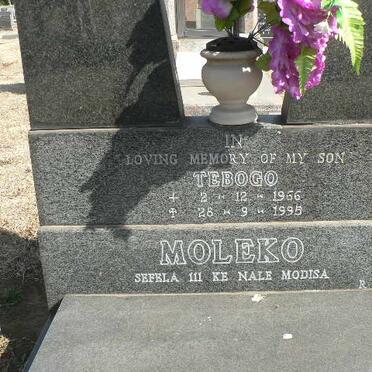 IN
LOVING MEMORY OF MY SON
TEBOGO
2 - 12 - 1966
† 28 - 9 - 1995
MOLEKO
SEFELA 111 KE NALE MODISA
R